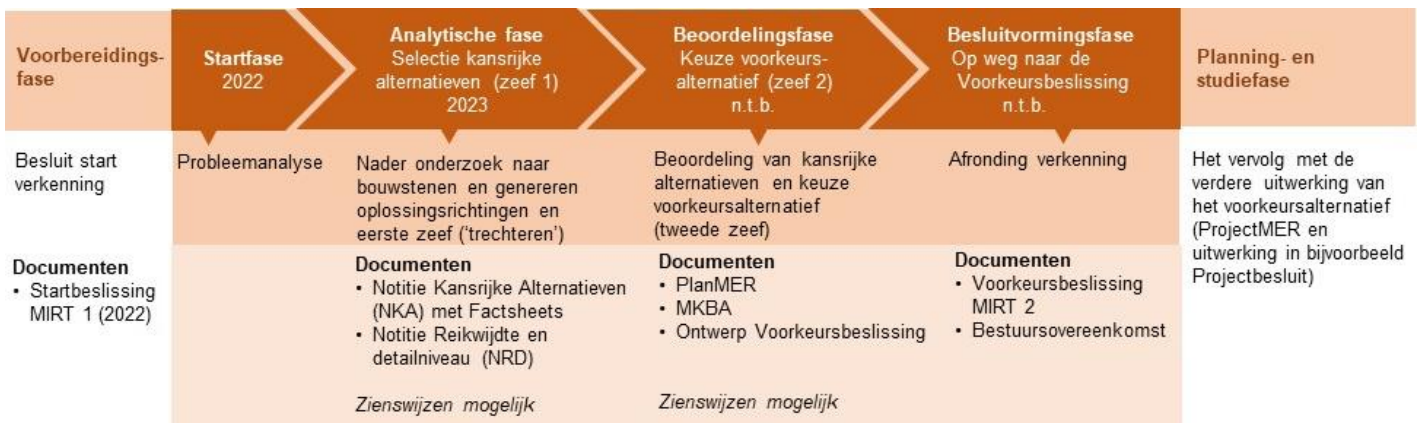 Voorbereidings-
fase
Startfase
2022
Analytische fase
Selectie kansrijke
alternatieven (zeef 1)
2023
Beoordelingsfase
Keuze voorkeurs-
alternatief (zeef 2)
n.t.b.
Besluitvormingsfase
Op weg naar de
Voorkeursbeslissing
n.t.b.
Planning- en
studiefase
Besluit start
verkenning
Probleemanalyse
Nader onderzoek naar
bouwstenen en genereren
oplossingsrichtingen en
eerste zeef ('trechteren')
Beoordeling van kansrijke
alternatieven en keuze
voorkeursalternatief
(tweede zeef)
Afronding verkenning
Het vervolg met de
verdere uitwerking van
het voorkeursalternatief
(ProjectMER en
uitwerking in bijvoorbeeld
Projectbesluit)
Documenten
• Startbeslissing
MIRT 1 (2022)
Documenten
• Notitie Kansrijke Alternatieven
(NKA) met Factsheets
• Notitie Reikwijdte en
detailniveau (NRD)
Zienswijzen mogelijk
Documenten
• PlanMER
• MKBA
• Ontwerp Voorkeursbeslissing
Zienswijzen mogelijk
Documenten
• Voorkeursbeslissing
MIRT 2
• Bestuursovereenkomst